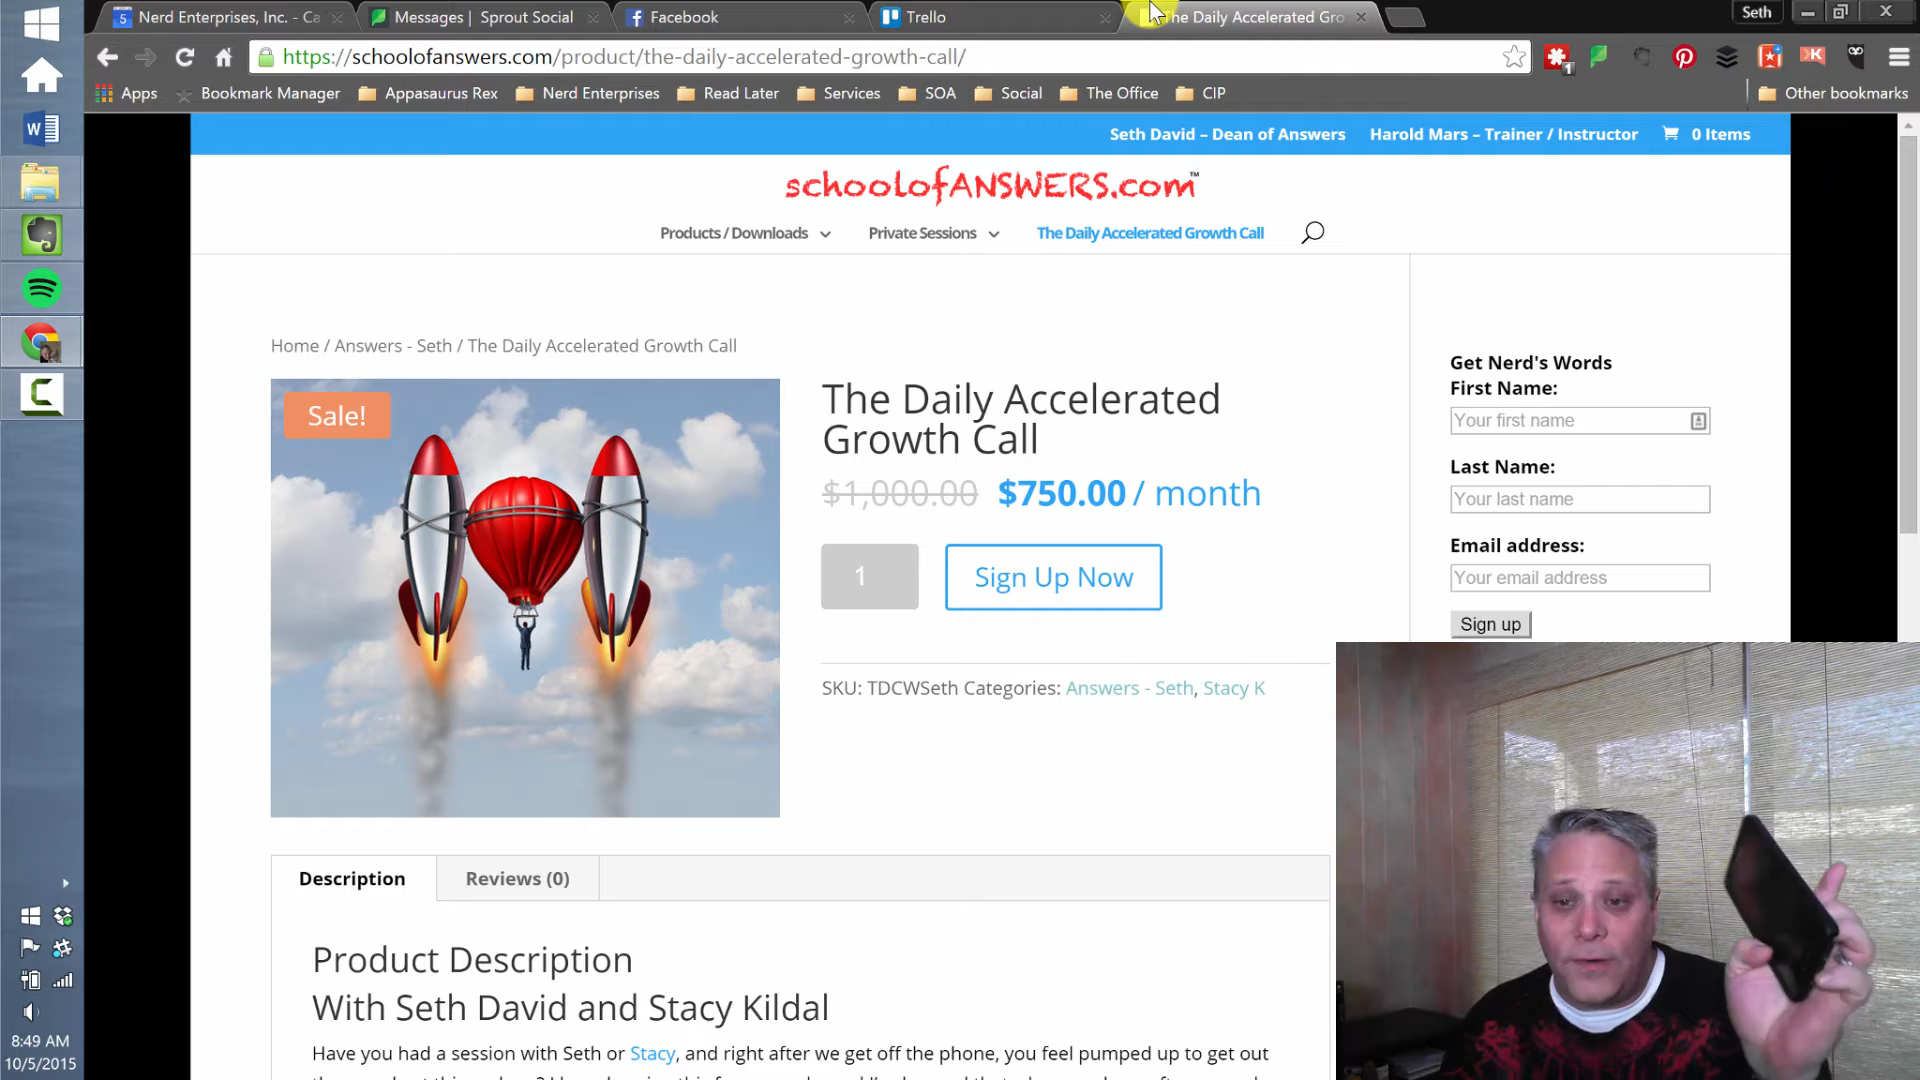 Nerd Enterprises, Inc. - Ca
Messages | Sprout Social
Facebook
Trello
The Daily Accelerated Gro
Seth
https://schoolofanswers.com/product/the-daily-accelerated-growth-call/
Apps
Bookmark Manager
Appasaurus Rex
Nerd Enterprises
Read Later
Services
SOA
Social
The Office
CIP
Other bookmarks
Seth David – Dean of Answers
Harold Mars – Trainer / Instructor
0 Items
schoolofANSWERS.com™
Products / Downloads
Private Sessions
The Daily Accelerated Growth Call
Home / Answers - Seth / The Daily Accelerated Growth Call
Sale!
The Daily Accelerated
Growth Call
$1,000.00 $750.00 / month
1
Sign Up Now
SKU: TDCWSeth Categories: Answers - Seth, Stacy K
Get Nerd's Words
First Name:
Your first name
Last Name:
Your last name
Email address:
Your email address
Sign up
Description
Reviews (0)
Product Description
With Seth David and Stacy Kildal
Have you had a session with Seth or Stacy, and right after we get off the phone, you feel pumped up to get out
8:49 AM
10/5/2015